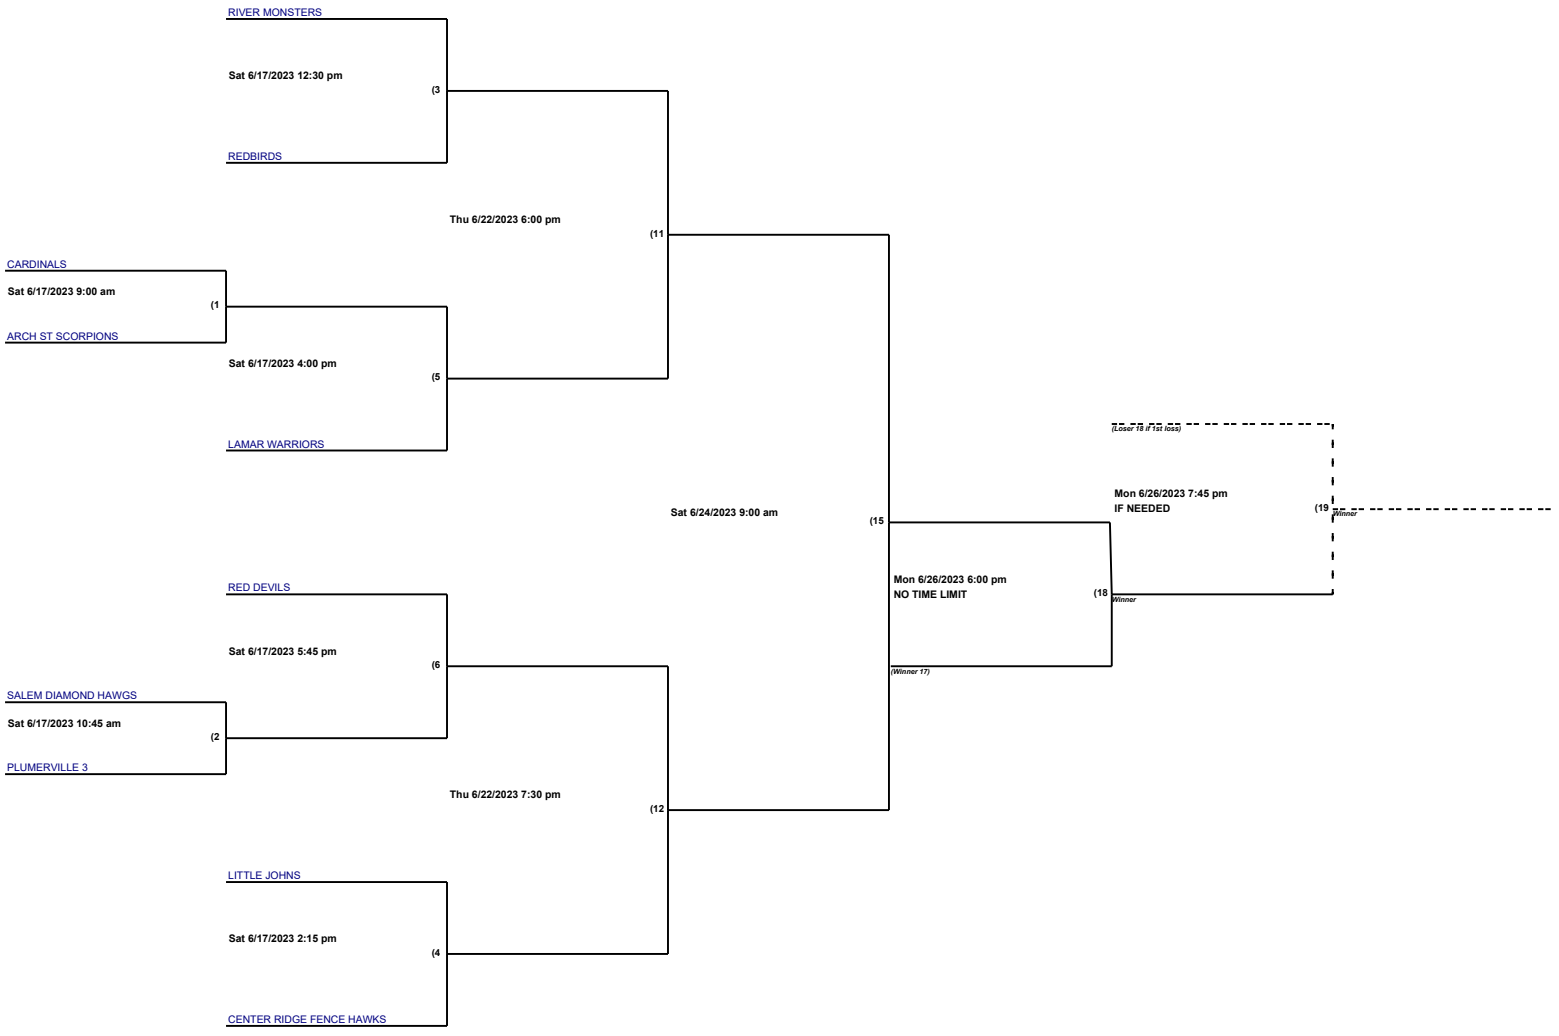 RIVER MONSTERS
Sat 6/17/2023 12:30 pm
(3
REDBIRDS
Thu 6/22/2023 6:00 pm
(11
CARDINALS
Sat 6/17/2023 9:00 am
(1
ARCH ST SCORPIONS
Sat 6/17/2023 4:00 pm
(5
LAMAR WARRIORS
(Loser 18 if 1st loss)
Mon 6/26/2023 7:45 pm
IF NEEDED
(19
Winner
Sat 6/24/2023 9:00 am
(15
Mon 6/26/2023 6:00 pm
NO TIME LIMIT
(18
Winner
RED DEVILS
Sat 6/17/2023 5:45 pm
(6
(Winner 17)
SALEM DIAMOND HAWGS
Sat 6/17/2023 10:45 am
(2
PLUMERVILLE 3
Thu 6/22/2023 7:30 pm
(12
LITTLE JOHNS
Sat 6/17/2023 2:15 pm
(4
CENTER RIDGE FENCE HAWKS